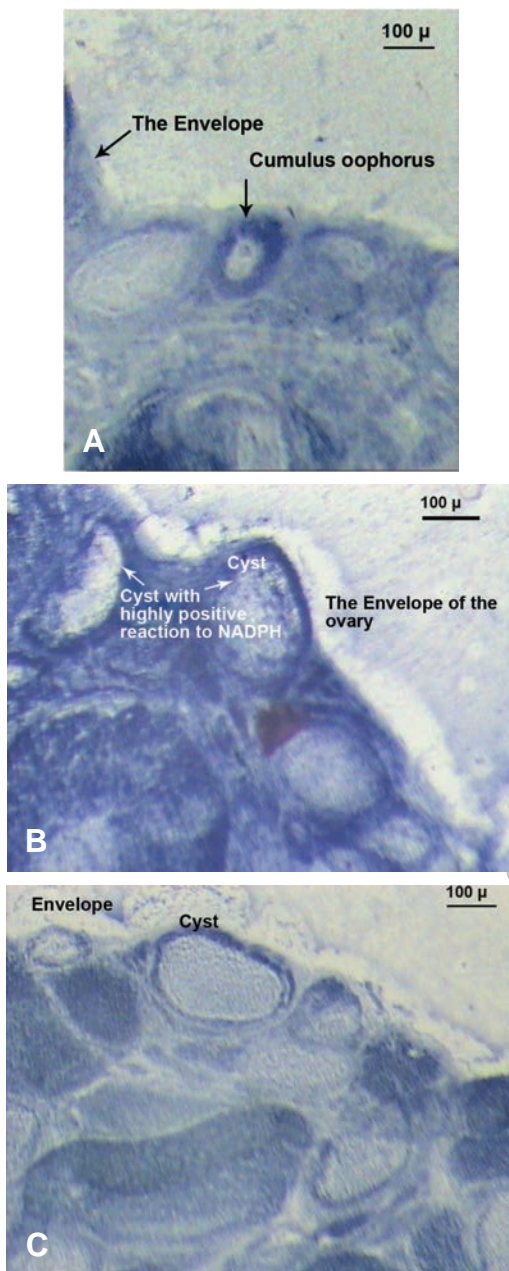 100 µ
The Envelope
Cumulus oophorus
A
100 µ
Cyst
Cyst with
highly positive
reaction to NADPH
The Envelope of the
ovary
B
100 µ
Envelope
Cyst
C